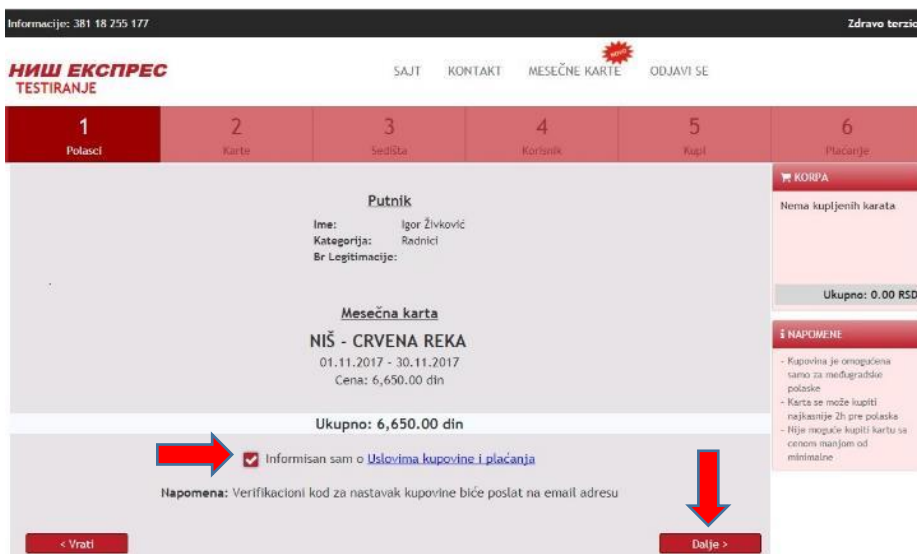 Informacije: 381 18 255 177
Zdravo terzic
НИШ ЕКСПРЕС
TESTIRANJE
SAJT KONTAKT MESEČNE KARTE ODJAVI SE
NOVO
1 2 3 4 5 6
Polasci Karte Sedišta Korisnik Kupi Plaćanje
KORPA
Nema kupljenih karata
Ukupno: 0.00 RSD
Putnik
Ime: Igor Živković
Kategorija: Radnici
Br Legitimacije:
Mesečna karta
NIŠ - CRVENA REKA
01.11.2017 - 30.11.2017
Cena: 6,650.00 din
Ukupno: 6,650.00 din
Informisan sam o Uslovima kupovine i plaćanja
Napomena: Verifikacioni kod za nastavak kupovine biće poslat na email adresu
< Vrati
Dalje >
i NAPOMENE
- Kupovina je omogućena
samo za međugradske
polaske
- Karta se može kupiti
najkasnije 2h pre polaska
- Nije moguće kupiti kartu sa
cenom manjom od
minimalne